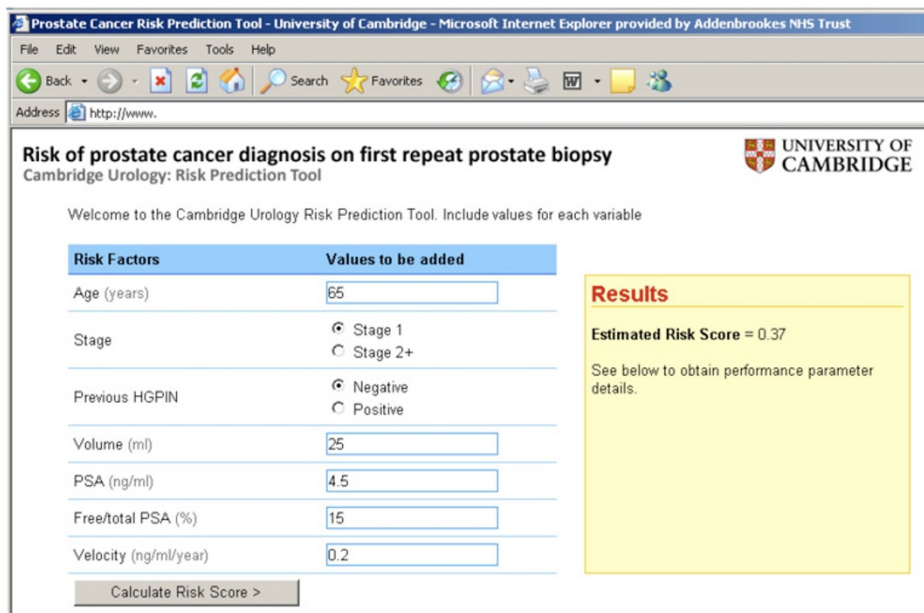 Prostate Cancer Risk Prediction Tool - University of Cambridge - Microsoft Internet Explorer provided by Addenbrookes NHS Trust
File Edit View Favorites Tools Help
Back Search Favorites W
Address http://www.
Risk of prostate cancer diagnosis on first repeat prostate biopsy
Cambridge Urology: Risk Prediction Tool
UNIVERSITY OF
CAMBRIDGE
Welcome to the Cambridge Urology Risk Prediction Tool. Include values for each variable
Risk Factors Values to be added
Age (years) 65
Stage
Stage 1
Stage 2+
Previous HGPIN
Negative
Positive
Volume (ml) 25
PSA (ng/ml) 4.5
Free/total PSA (%) 15
Velocity (ng/ml/year) 0.2
Calculate Risk Score >
Results
Estimated Risk Score = 0.37
See below to obtain performance parameter
details.